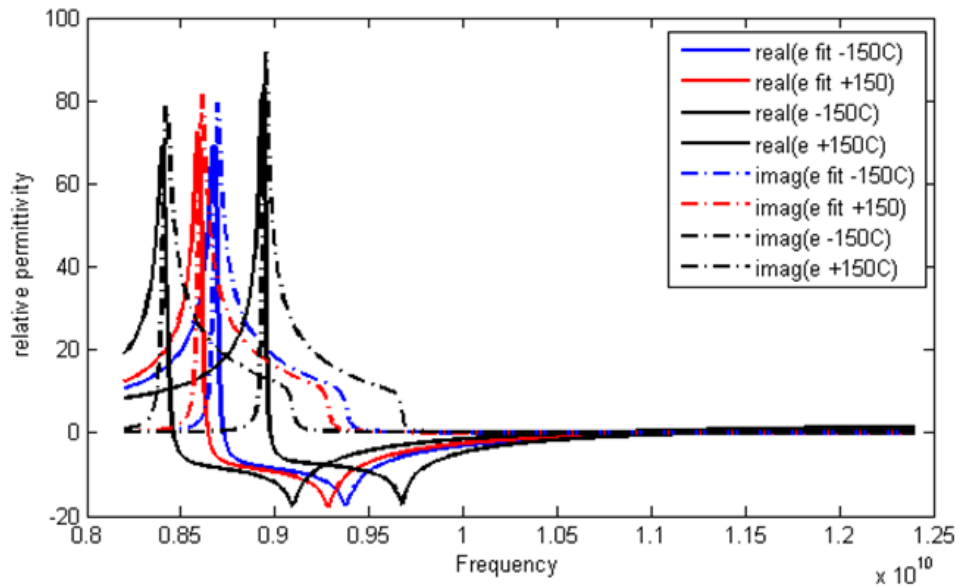 100
80
60
40
20
0
-20
relative permittivity
real(e fit -150C)
real(e fit +150)
real(e -150C)
real(e +150C)
imag(e fit -150C)
imag(e fit +150)
imag(e -150C)
imag(e +150C)
0.8 0.85 0.9 0.95 1 1.05 1.1 1.15 1.2 1.25
Frequency
x 10^10